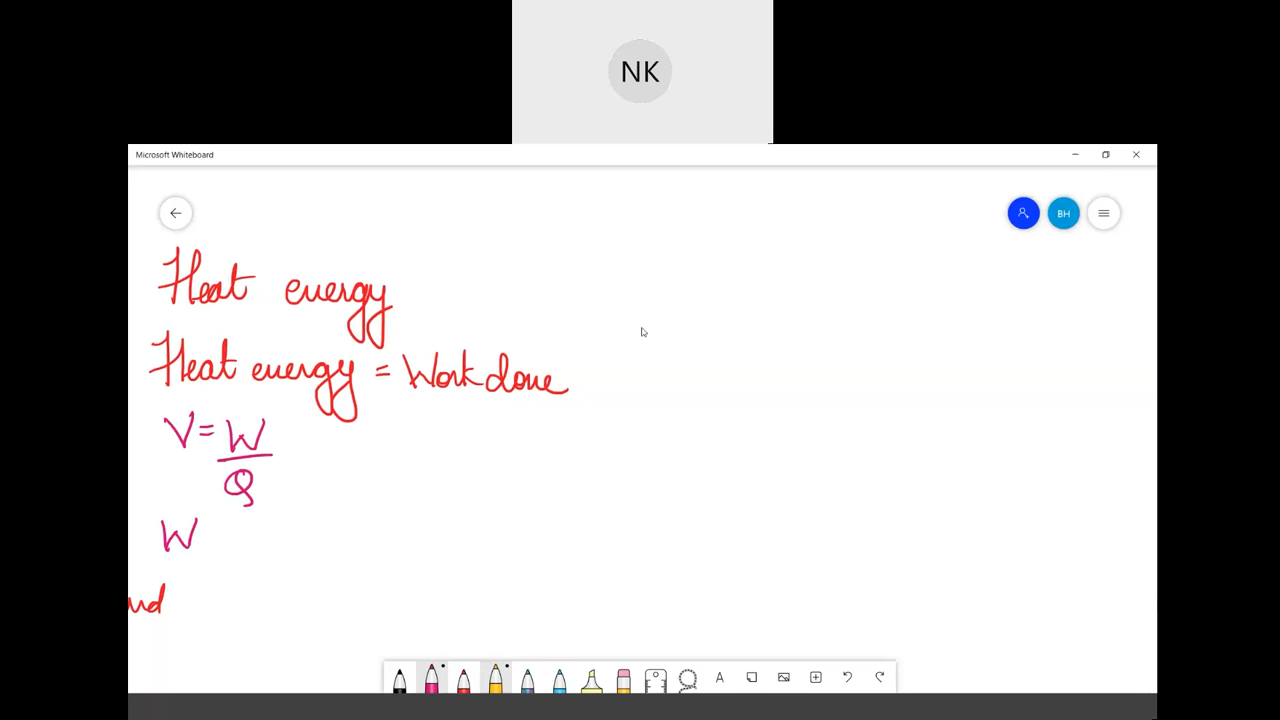 NK
Microsoft Whiteboard
BH
Heat energy
Heat energy = Work done
V = W
Q
W
A